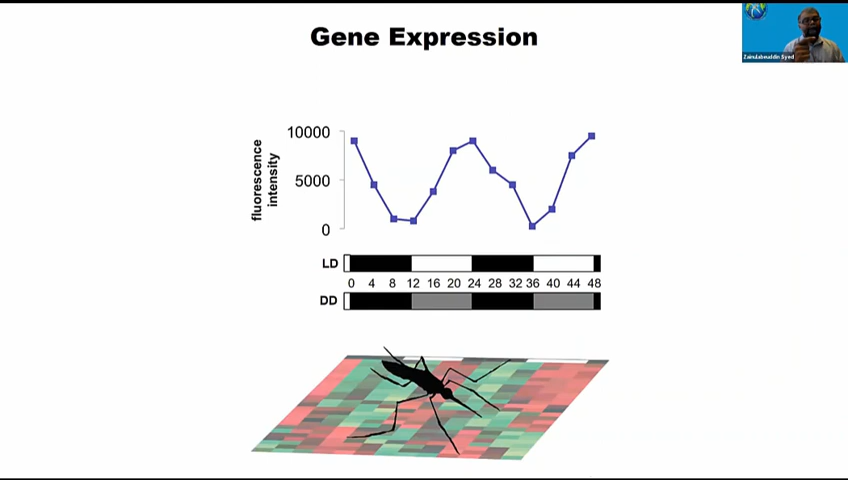 Gene Expression
Zainulabeuddin Syed
fluorescence
intensity
10000
5000
0
LD
0 4 8 12 16 20 24 28 32 36 40 44 48
DD